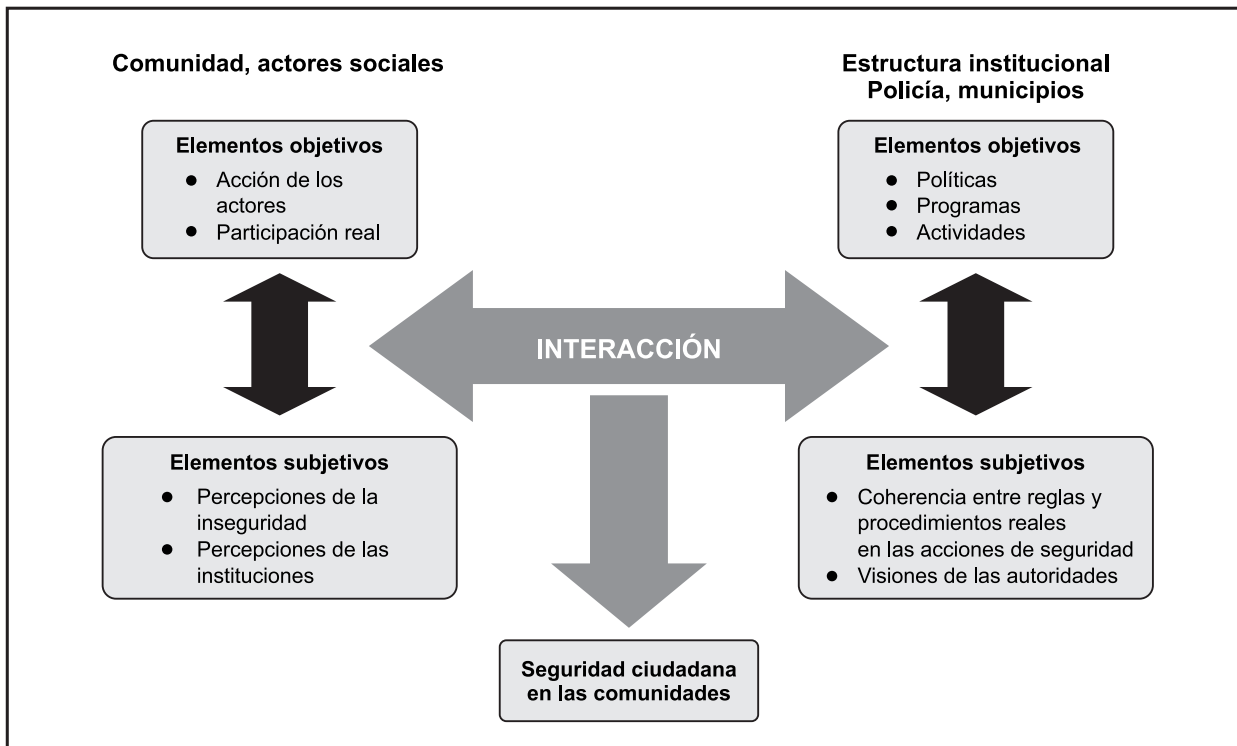 Comunidad, actores sociales
Elementos objetivos
● Acción de los
actores
● Participación real
Elementos subjetivos
● Percepciones de la
inseguridad
● Percepciones de las
instituciones
Estructura institucional
Policía, municipios
Elementos objetivos
● Políticas
● Programas
● Actividades
Elementos subjetivos
● Coherencia entre reglas y
procedimientos reales
en las acciones de seguridad
● Visiones de las autoridades
INTERACCIÓN
Seguridad ciudadana
en las comunidades